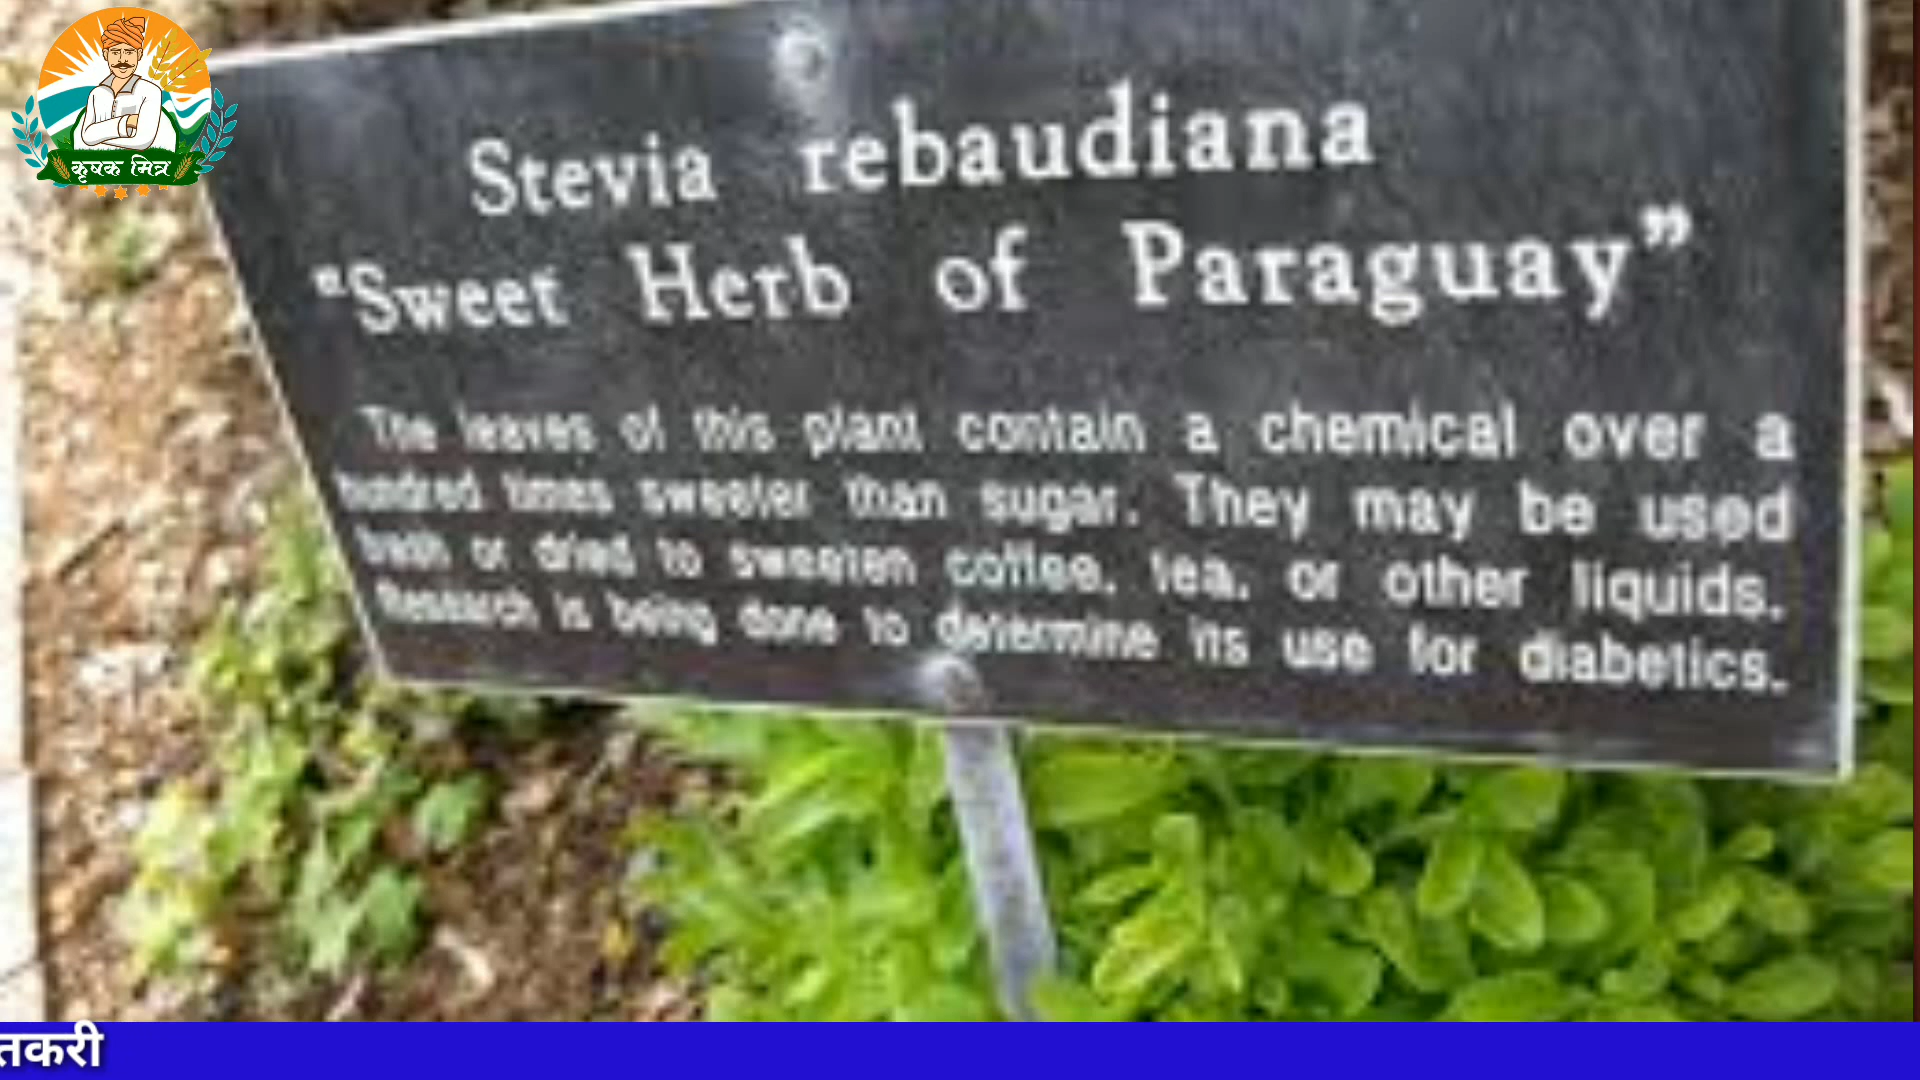 कृषक मित्र
Stevia rebaudiana
"Sweet Herb of Paraguay”
The leaves of this plant contain a chemical over a
hundred times sweeter than sugar. They may be used
fresh or dried to sweeten coffee, tea, or other liquids.
Research is being done to determine its use for diabetics.
तकरी